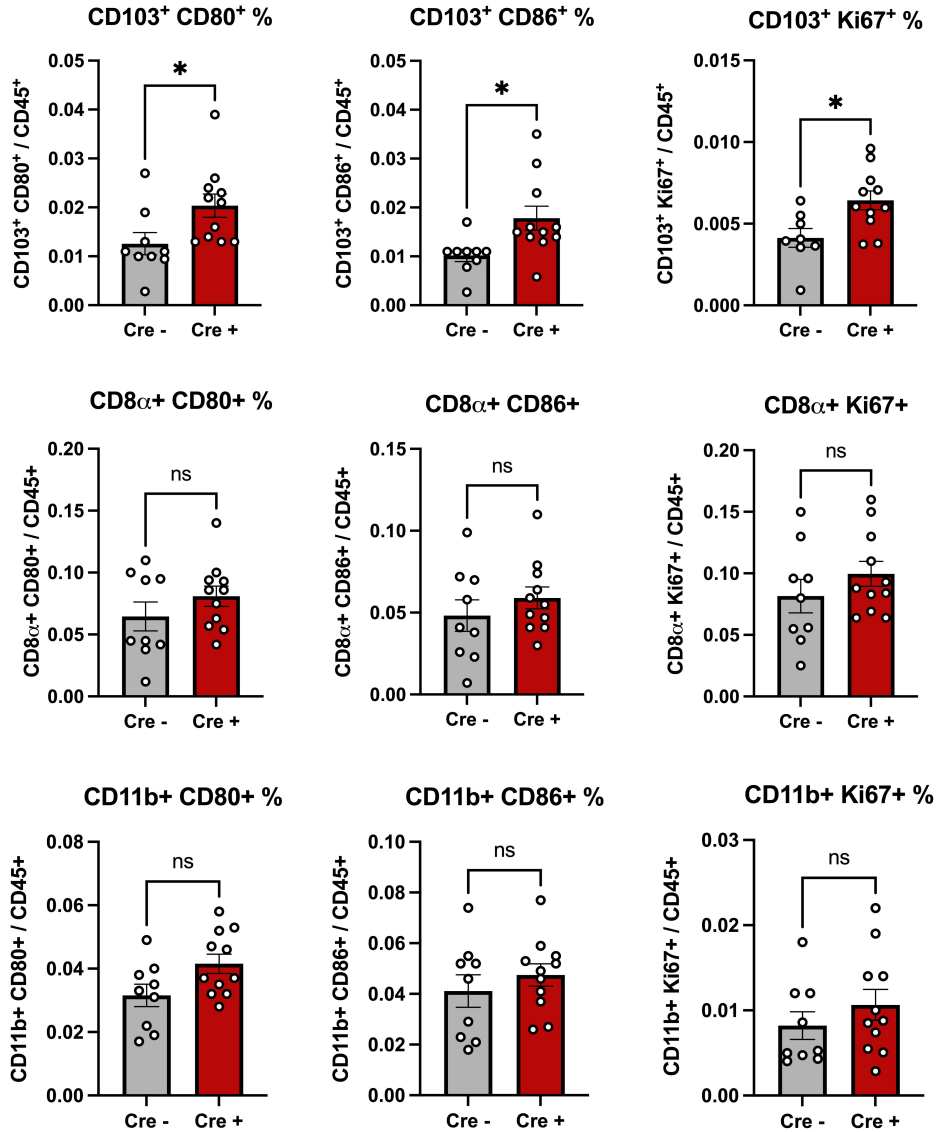 CD103⁺ CD80⁺ %
CD103⁺ CD80⁺ / CD45⁺
0.05
0.04
0.03
0.02
0.01
0.00
*
Cre -
Cre +
CD103⁺ CD86⁺ %
CD103⁺ CD86⁺ / CD45⁺
0.05
0.04
0.03
0.02
0.01
0.00
*
Cre -
Cre +
CD103⁺ Ki67⁺ %
CD103⁺ Ki67⁺ / CD45⁺
0.015
0.010
0.005
0.000
*
Cre -
Cre +
CD8α+ CD80+ %
CD8α+ CD80+ / CD45+
0.20
0.15
0.10
0.05
0.00
ns
Cre -
Cre +
CD8α+ CD86+
CD8α+ CD86+ / CD45+
0.15
0.10
0.05
0.00
ns
Cre -
Cre +
CD8α+ Ki67+
CD8α+ Ki67+ / CD45+
0.20
0.15
0.10
0.05
0.00
ns
Cre -
Cre +
CD11b+ CD80+ %
CD11b+ CD80+ / CD45+
0.08
0.06
0.04
0.02
0.00
ns
Cre -
Cre +
CD11b+ CD86+ %
CD11b+ CD86+ / CD45+
0.10
0.08
0.06
0.04
0.02
0.00
ns
Cre -
Cre +
CD11b+ Ki67+ %
CD11b+ Ki67+ / CD45+
0.03
0.02
0.01
0.00
ns
Cre -
Cre +